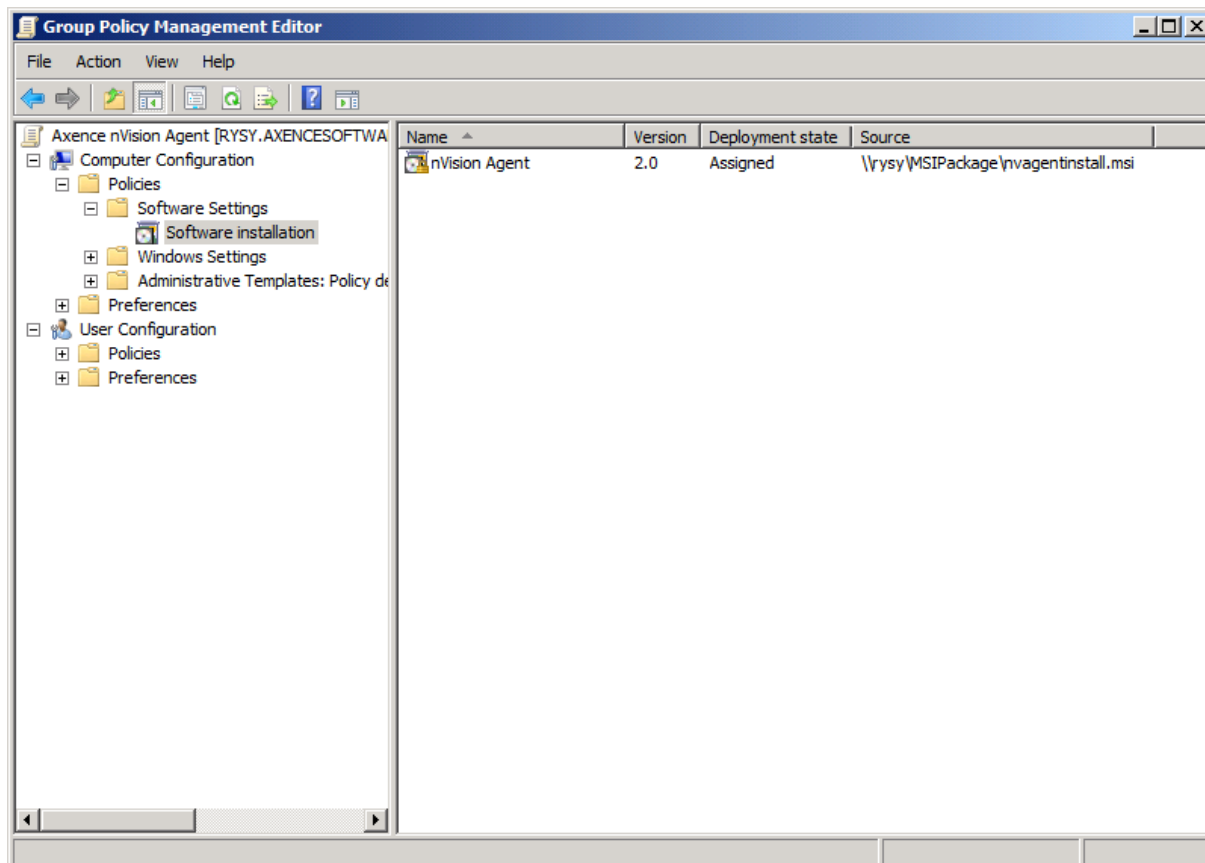 Group Policy Management Editor
File Action View Help
Axence nVision Agent [RYSY.AXENCESOFTWA
Computer Configuration
Policies
Software Settings
Software installation
Windows Settings
Administrative Templates: Policy de
Preferences
User Configuration
Policies
Preferences
Name Version Deployment state Source
nVision Agent 2.0 Assigned \\rysy\MSIPackage\nvagentinstall.msi